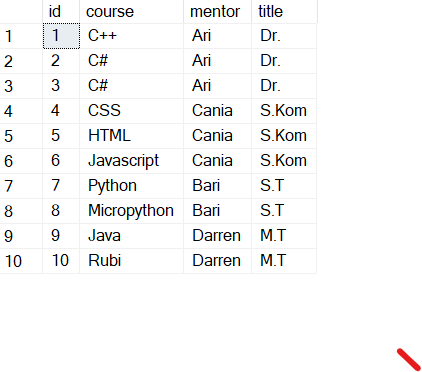 id course mentor title
1 1 C++ Ari Dr.
2 2 C# Ari Dr.
3 3 C# Ari Dr.
4 4 CSS Cania S.Kom
5 5 HTML Cania S.Kom
6 6 Javascript Cania S.Kom
7 7 Python Bari S.T
8 8 Micropython Bari S.T
9 9 Java Darren M.T
10 10 Rubi Darren M.T